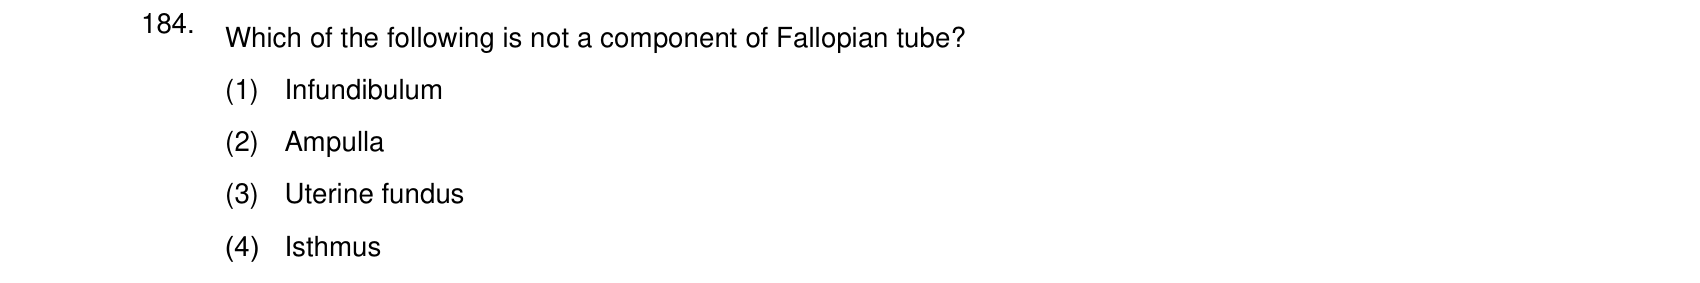 184. Which of the following is not a component of Fallopian tube?
(1) Infundibulum
(2) Ampulla
(3) Uterine fundus
(4) Isthmus